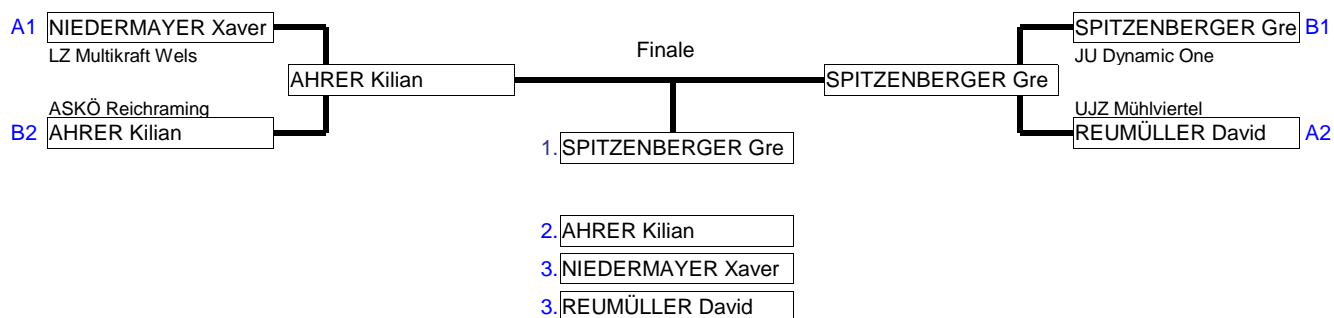 A1 NIEDERMAYER Xaver
LZ Multikraft Wels
ASKÖ Reichraming
B2 AHRER Kilian
AHRER Kilian
Finale
SPITZENBERGER Gre
SPITZENBERGER Gre B1
JU Dynamic One
UJZ Mühlviertel
REUMÜLLER David A2
1. SPITZENBERGER Gre
2. AHRER Kilian
3. NIEDERMAYER Xaver
3. REUMÜLLER David